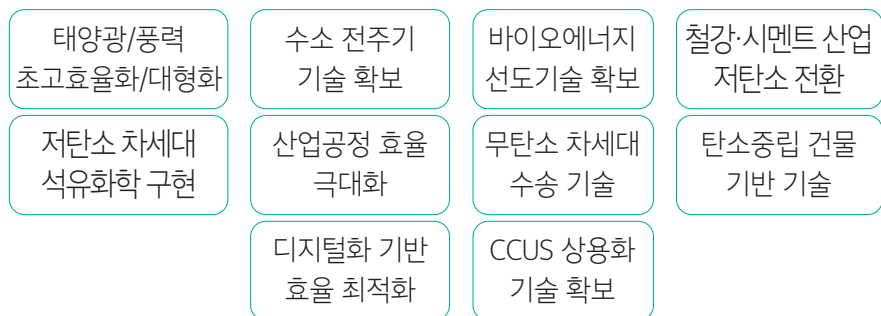 태양광/풍력
초고효율화/대형화
수소 전주기
기술 확보
바이오에너지
선도기술 확보
철강·시멘트 산업
저탄소 전환
저탄소 차세대
석유화학 구현
산업공정 효율
극대화
무탄소 차세대
수송 기술
탄소중립 건물
기반 기술
디지털화 기반
효율 최적화
CCUS 상용화
기술 확보